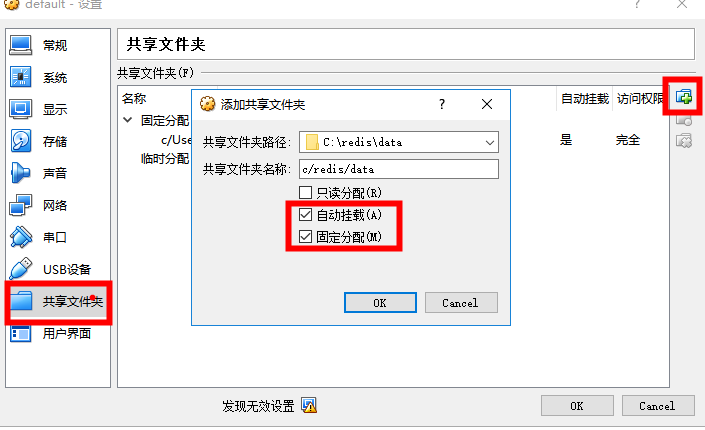 default - 设置
常规
系统
显示
存储
声音
网络
串口
USB设备
共享文件夹
用户界面
共享文件夹
共享文件夹(F)
名称
自动挂载 访问权限
固定分配
c/Use
是 完全
临时分配
添加共享文件夹
共享文件夹路径: C:\redis\data
共享文件夹名称: c/redis/data
只读分配(R)
自动挂载(A)
固定分配(M)
OK Cancel
发现无效设置
OK Cancel